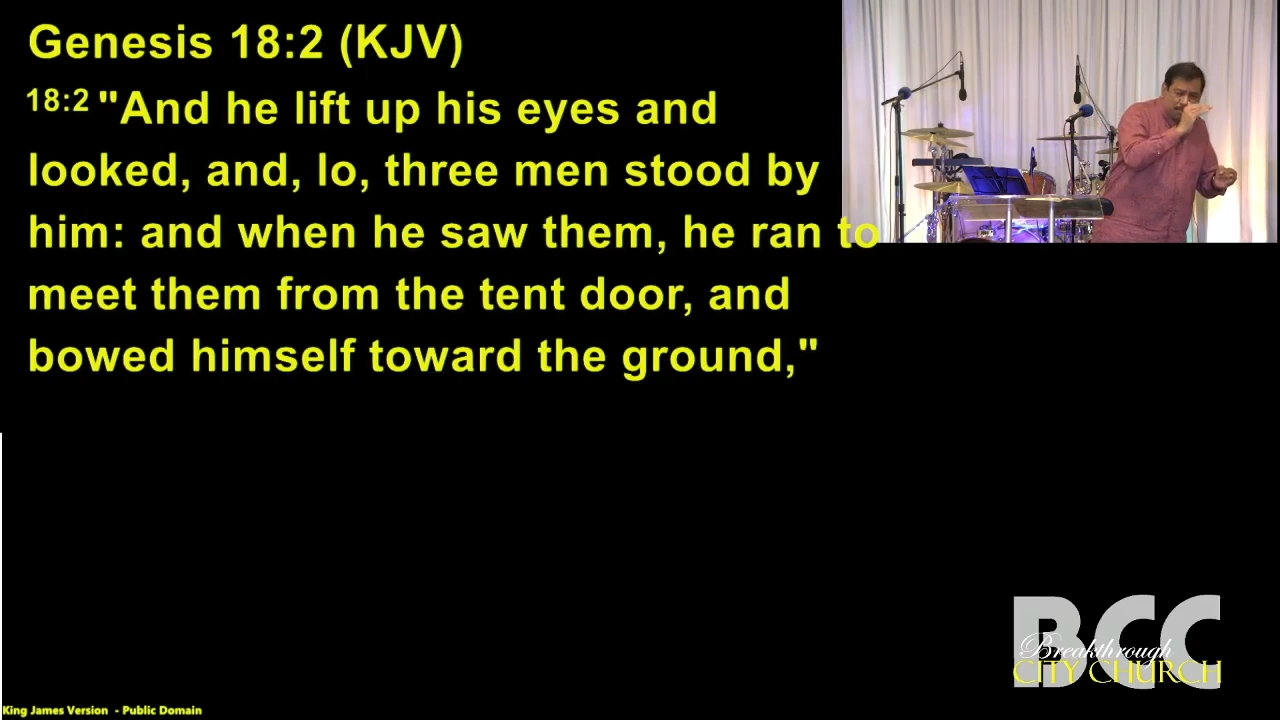 Genesis 18:2 (KJV)
18:2 "And he lift up his eyes and
looked, and, lo, three men stood by
him: and when he saw them, he ran to
meet them from the tent door, and
bowed himself toward the ground,"
BCC
Breakthrough
CITY CHURCH
King James Version - Public Domain